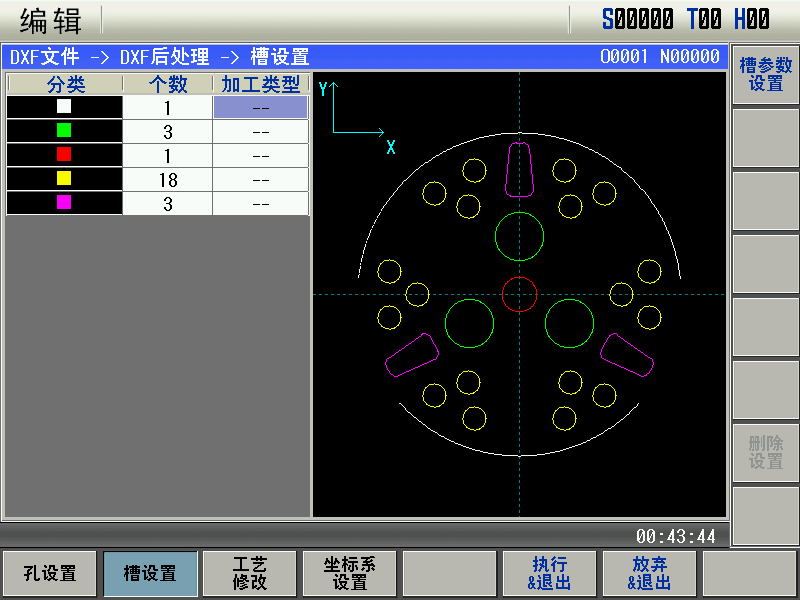 编辑
S00000 T00 H00
DXF文件 -> DXF后处理 -> 槽设置
O0001 N00000
分类 个数 加工类型
1 --
3 --
1 --
18 --
3 --
Y
X
槽参数
设置
删除
设置
00:43:44
孔设置
槽设置
工艺
修改
坐标系
设置
执行
&退出
放弃
&退出